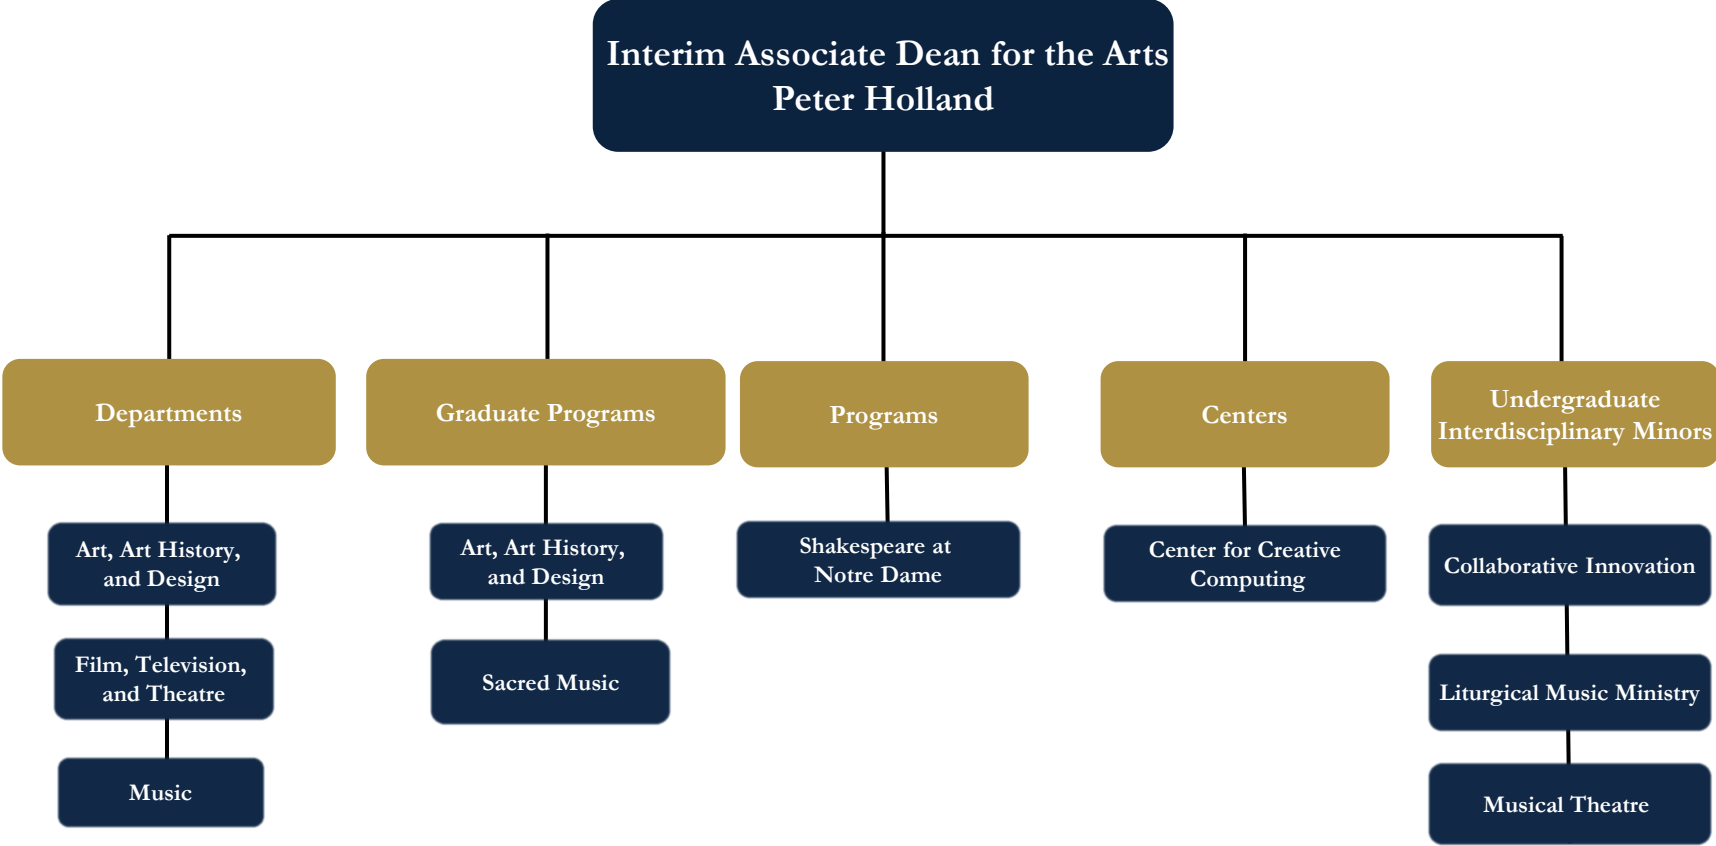 Interim Associate Dean for the Arts
Peter Holland
Departments
Graduate Programs
Programs
Centers
Undergraduate
Interdisciplinary Minors
Art, Art History,
and Design
Film, Television,
and Theatre
Music
Art, Art History,
and Design
Sacred Music
Shakespeare at
Notre Dame
Center for Creative
Computing
Collaborative Innovation
Liturgical Music Ministry
Musical Theatre